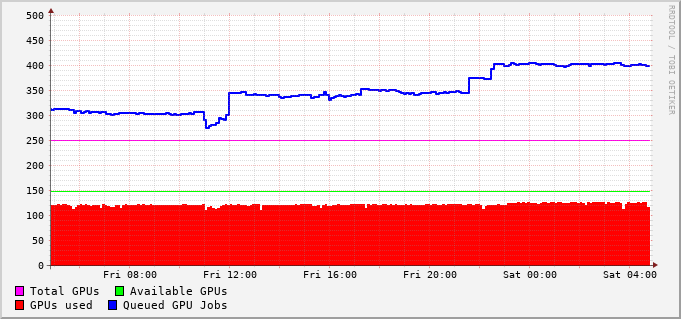 RRDTOOL / TOBI OETIKER
500
450
400
350
300
250
200
150
100
50
0
Fri 08:00 Fri 12:00 Fri 16:00 Fri 20:00 Sat 00:00 Sat 04:00
Total GPUs Available GPUs
GPUs used Queued GPU Jobs